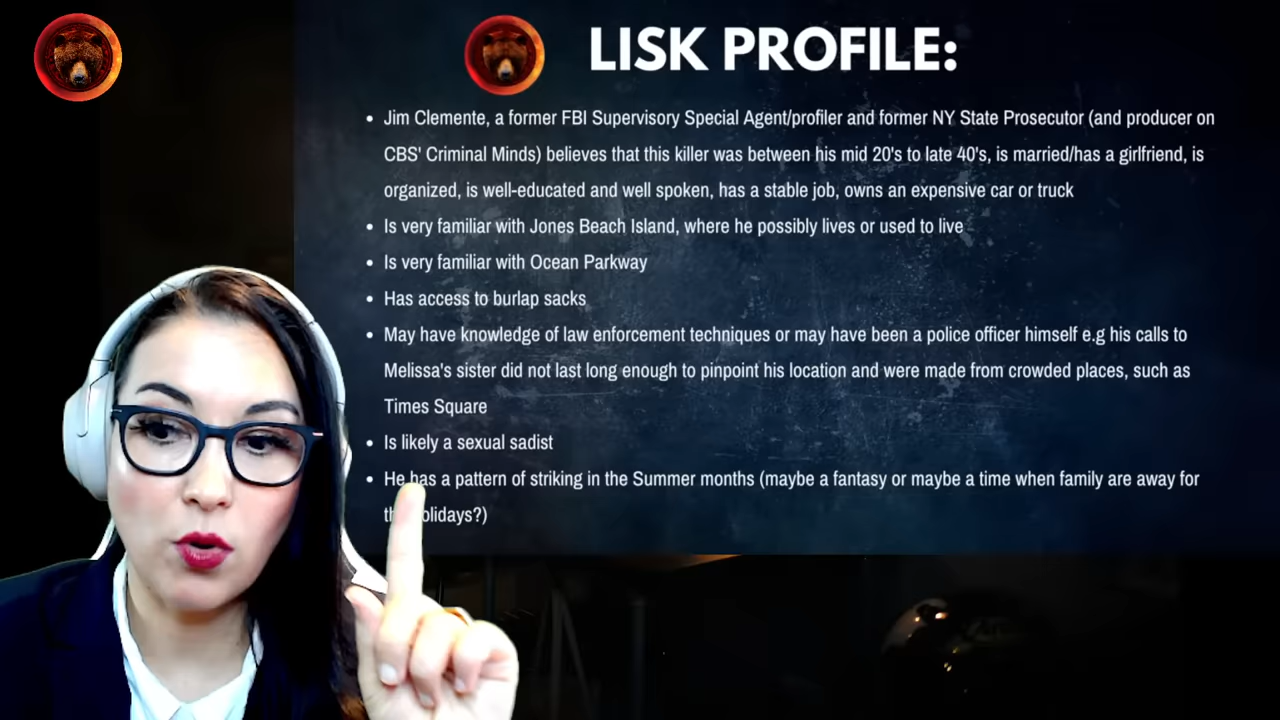 LISK PROFILE:
• Jim Clemente, a former FBI Supervisory Special Agent/profiler and former NY State Prosecutor (and producer on
CBS' Criminal Minds) believes that this killer was between his mid 20's to late 40's, is married/has a girlfriend, is
organized, is well-educated and well spoken, has a stable job, owns an expensive car or truck
• Is very familiar with Jones Beach Island, where he possibly lives or used to live
• Is very familiar with Ocean Parkway
• Has access to burlap sacks
• May have knowledge of law enforcement techniques or may have been a police officer himself e.g his calls to
Melissa's sister did not last long enough to pinpoint his location and were made from crowded places, such as
Times Square
• Is likely a sexual sadist
• He has a pattern of striking in the Summer months (maybe a fantasy or maybe a time when family are away for
the holidays?)